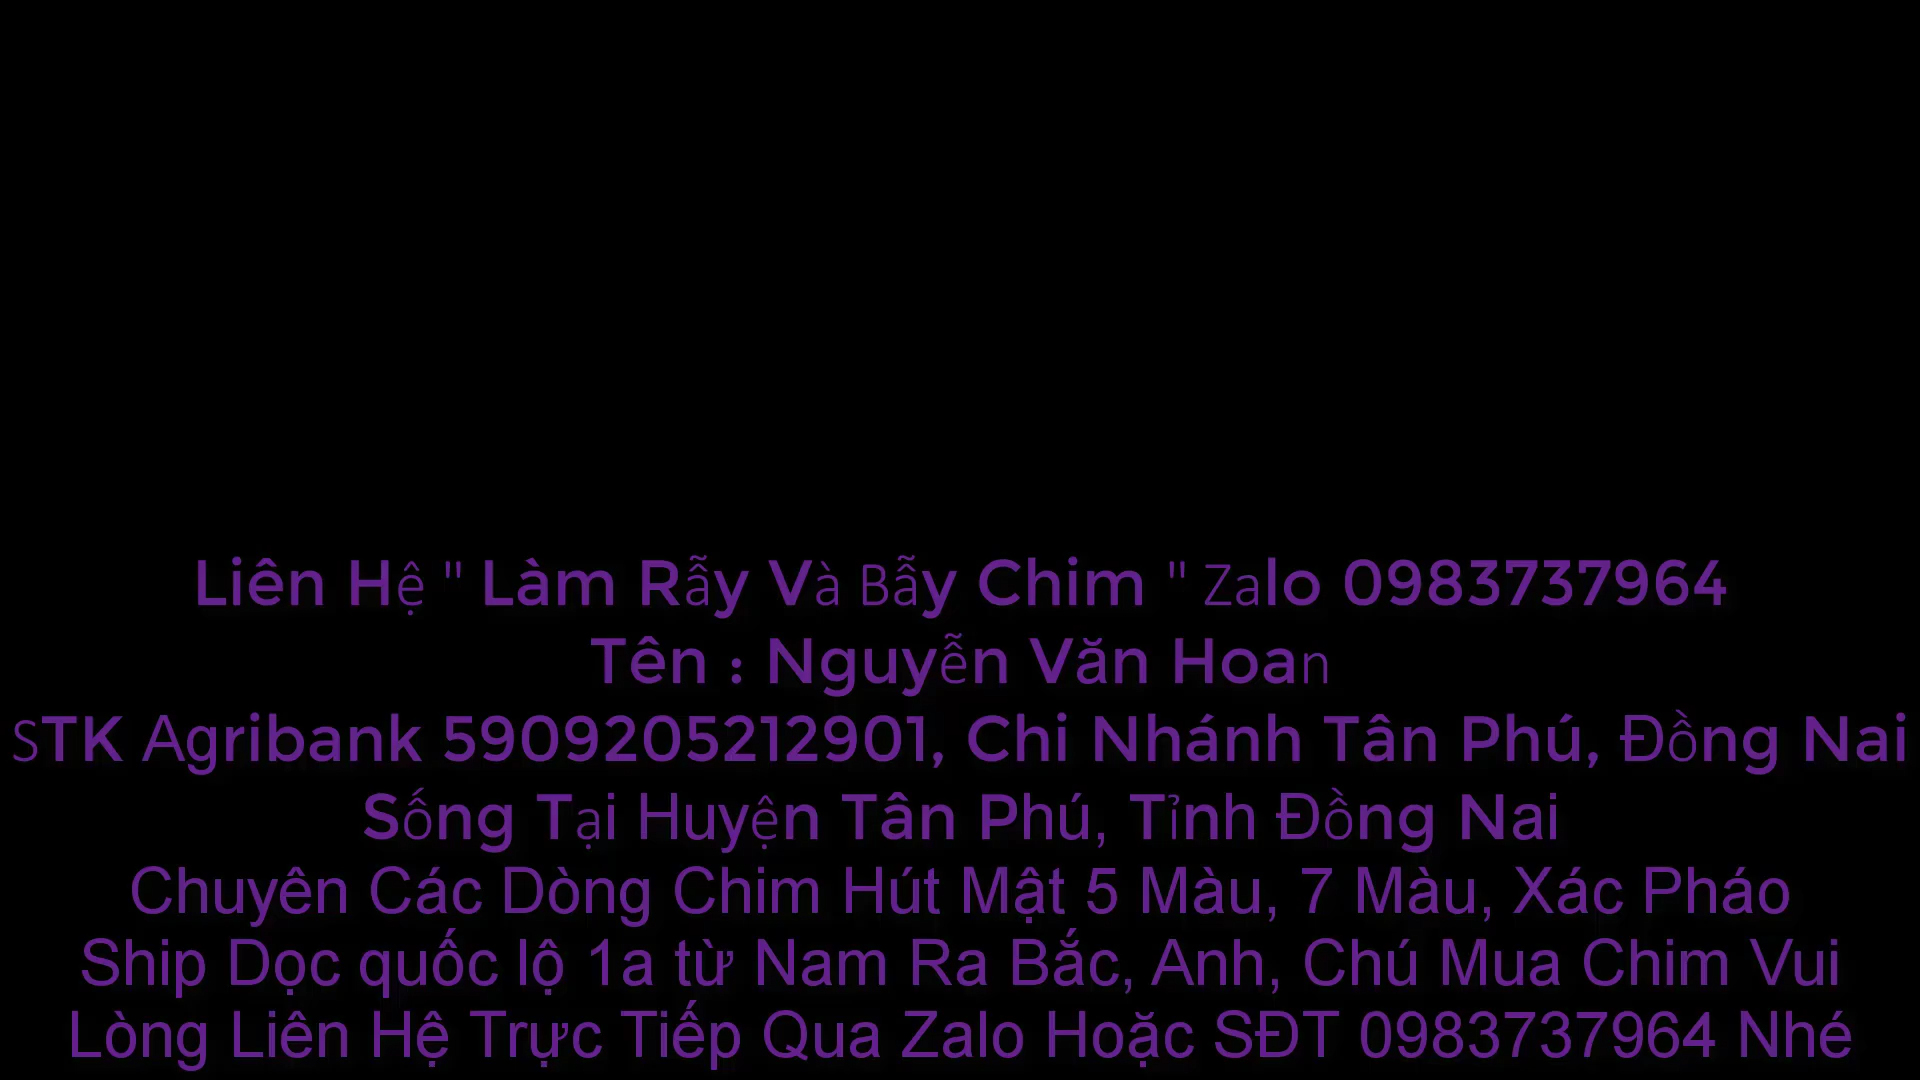 Liên Hệ " Làm Rẫy Và Bẫy Chim " Zalo 0983737964
Tên : Nguyễn Văn Hoan
STK Agribank 5909205212901, Chi Nhánh Tân Phú, Đồng Nai
Sống Tại Huyện Tân Phú, Tỉnh Đồng Nai
Chuyên Các Dòng Chim Hút Mật 5 Màu, 7 Màu, Xác Pháo
Ship Dọc quốc lộ 1a từ Nam Ra Bắc, Anh, Chú Mua Chim Vui
Lòng Liên Hệ Trực Tiếp Qua Zalo Hoặc SĐT 0983737964 Nhé